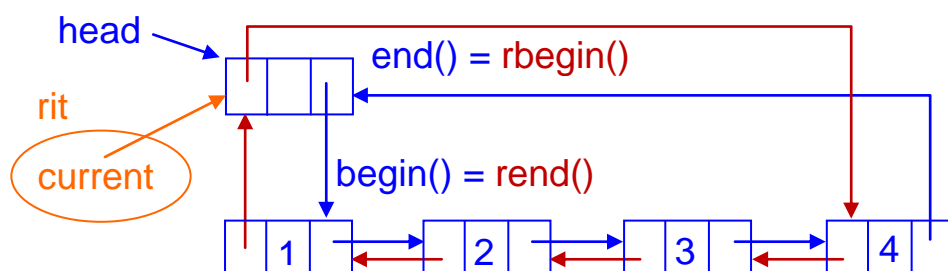 head
end() = rbegin()
rit
current
begin() = rend()
1 2 3 4